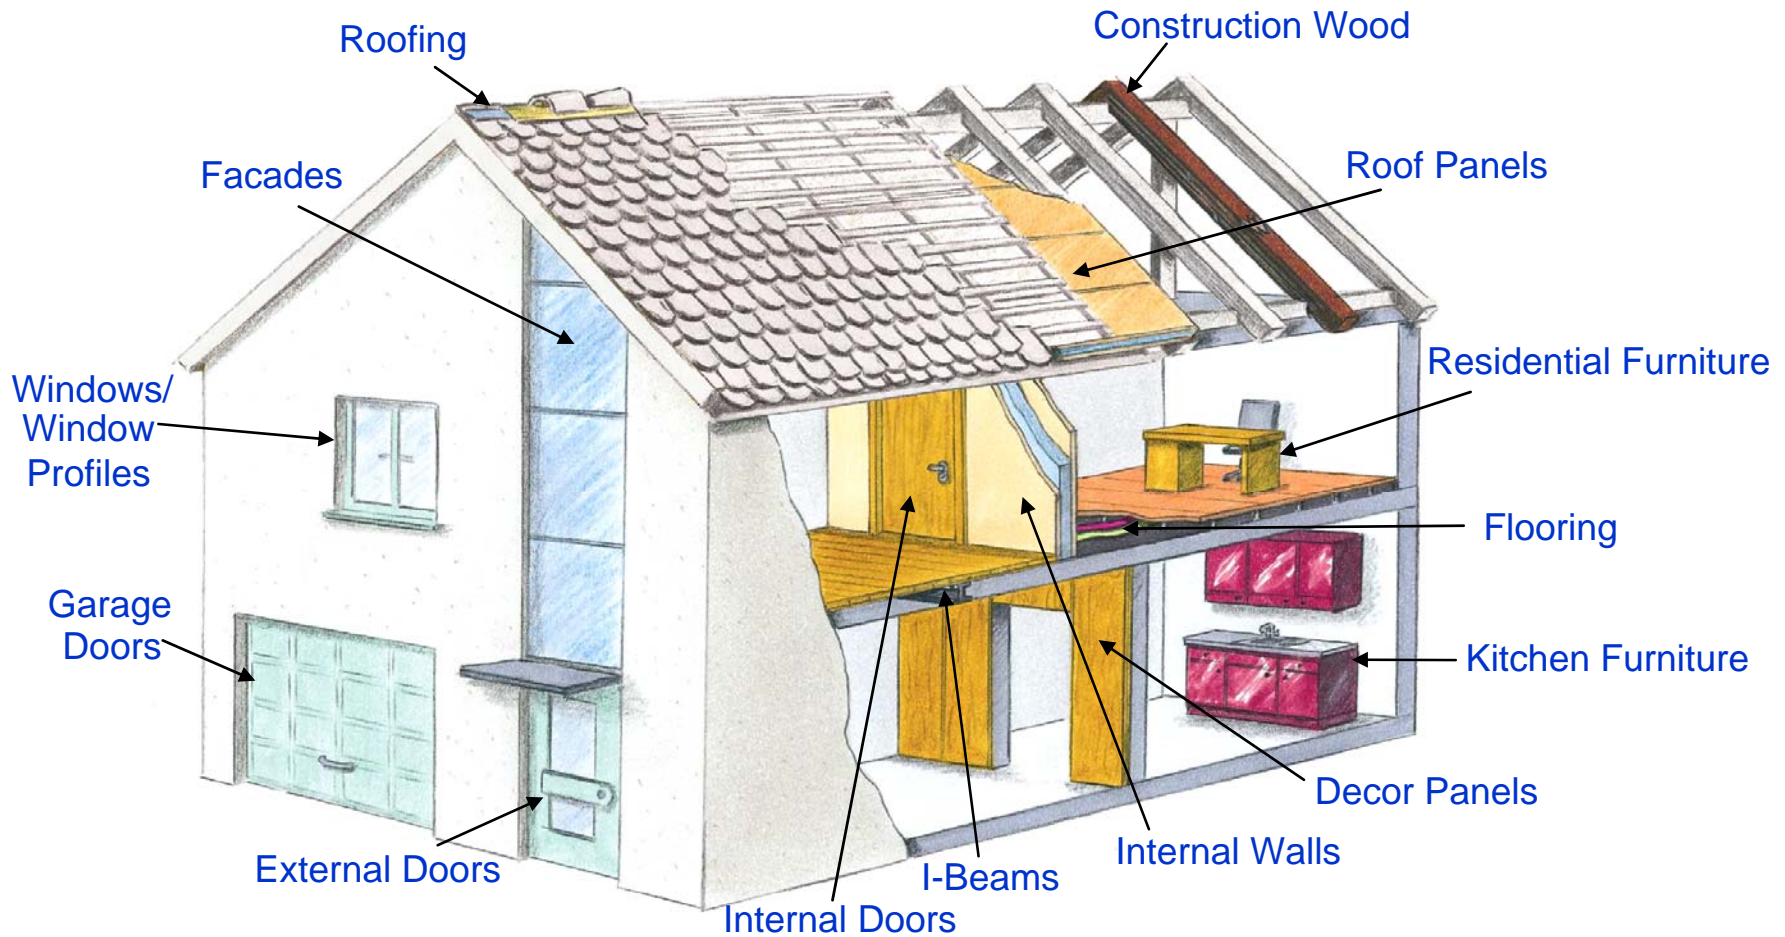 Construction Wood
Roofing
Roof Panels
Facades
Residential Furniture
Windows/
Window
Profiles
Flooring
Garage
Doors
Kitchen Furniture
Decor Panels
Internal Walls
External Doors
I-Beams
Internal Doors